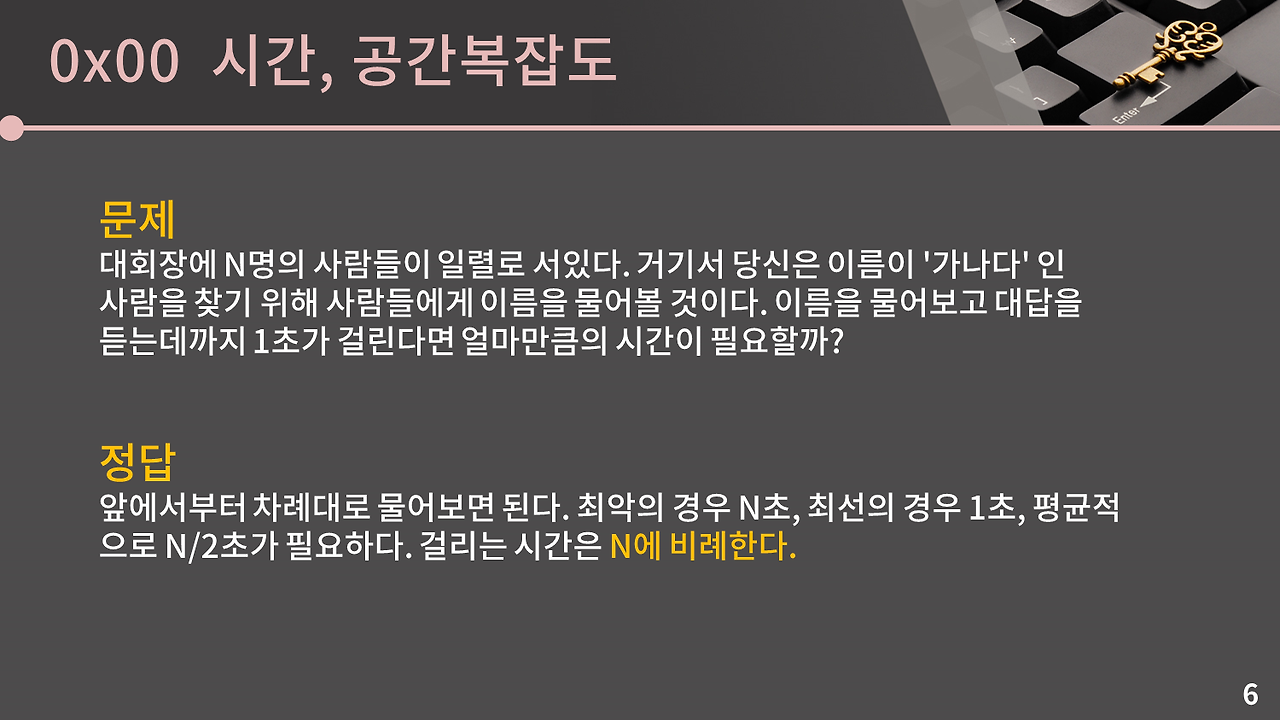 0x00 시간, 공간복잡도
Enter
문제
대회장에 N명의 사람들이 일렬로 서있다. 거기서 당신은 이름이 '가나다' 인
사람을 찾기 위해 사람들에게 이름을 물어볼 것이다. 이름을 물어보고 대답을
듣는데까지 1초가 걸린다면 얼마만큼의 시간이 필요할까?
정답
앞에서부터 차례대로 물어보면 된다. 최악의 경우 N초, 최선의 경우 1초, 평균적
으로 N/2초가 필요하다. 걸리는 시간은 N에 비례한다.
6